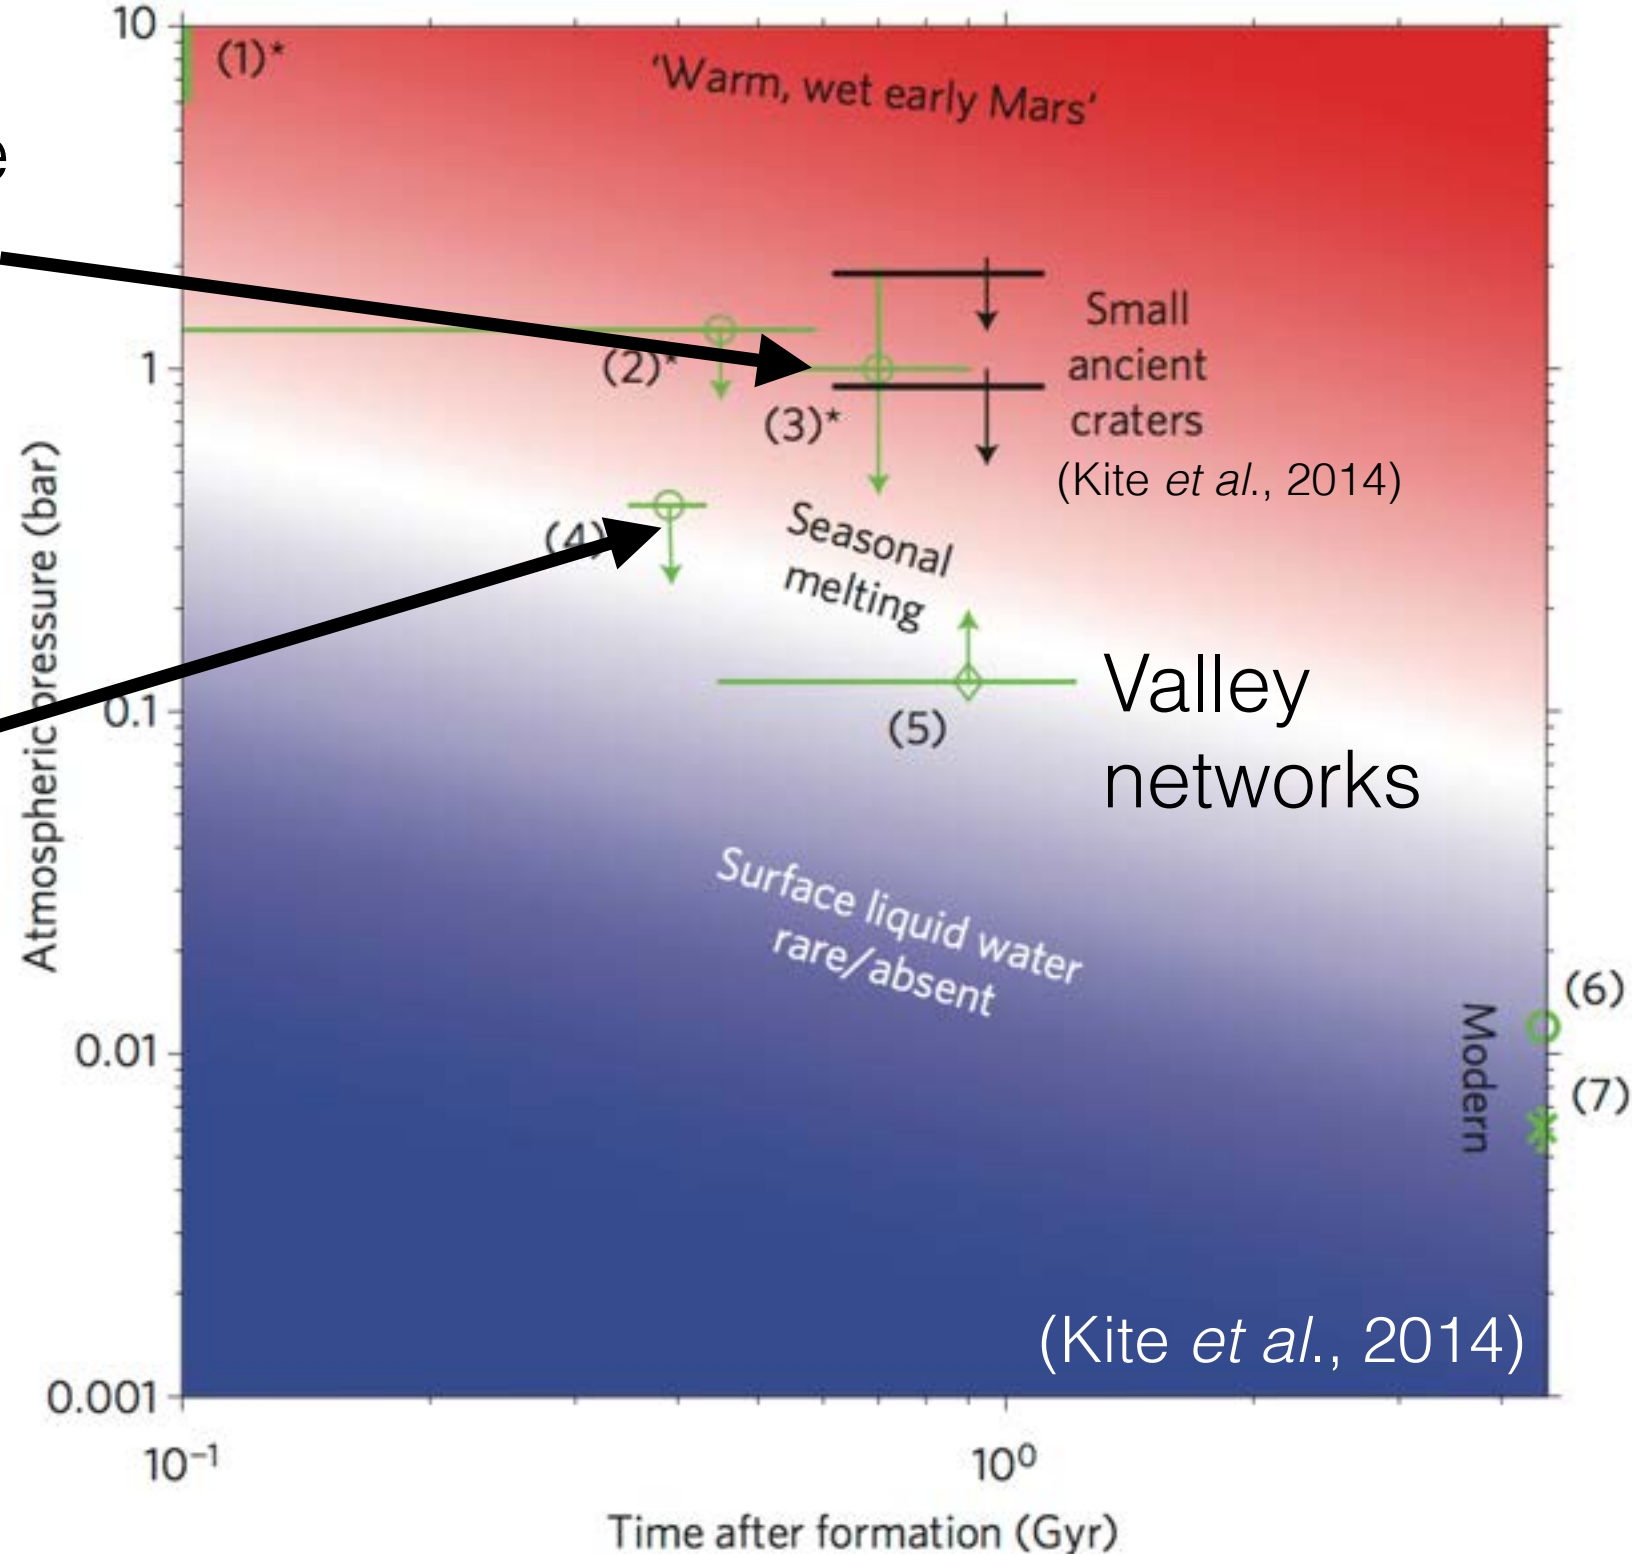 10
(1)*
'Warm, wet early Mars'
e
Small
ancient
craters
(Kite et al., 2014)
(2)*
1
(3)*
Seasonal
melting
(4)
Atmospheric pressure (bar)
0.1
(5)
Valley
networks
Surface liquid water
rare/absent
(6)
Modern
0.01
(7)
(Kite et al., 2014)
0.001
10⁻¹
10⁰
Time after formation (Gyr)